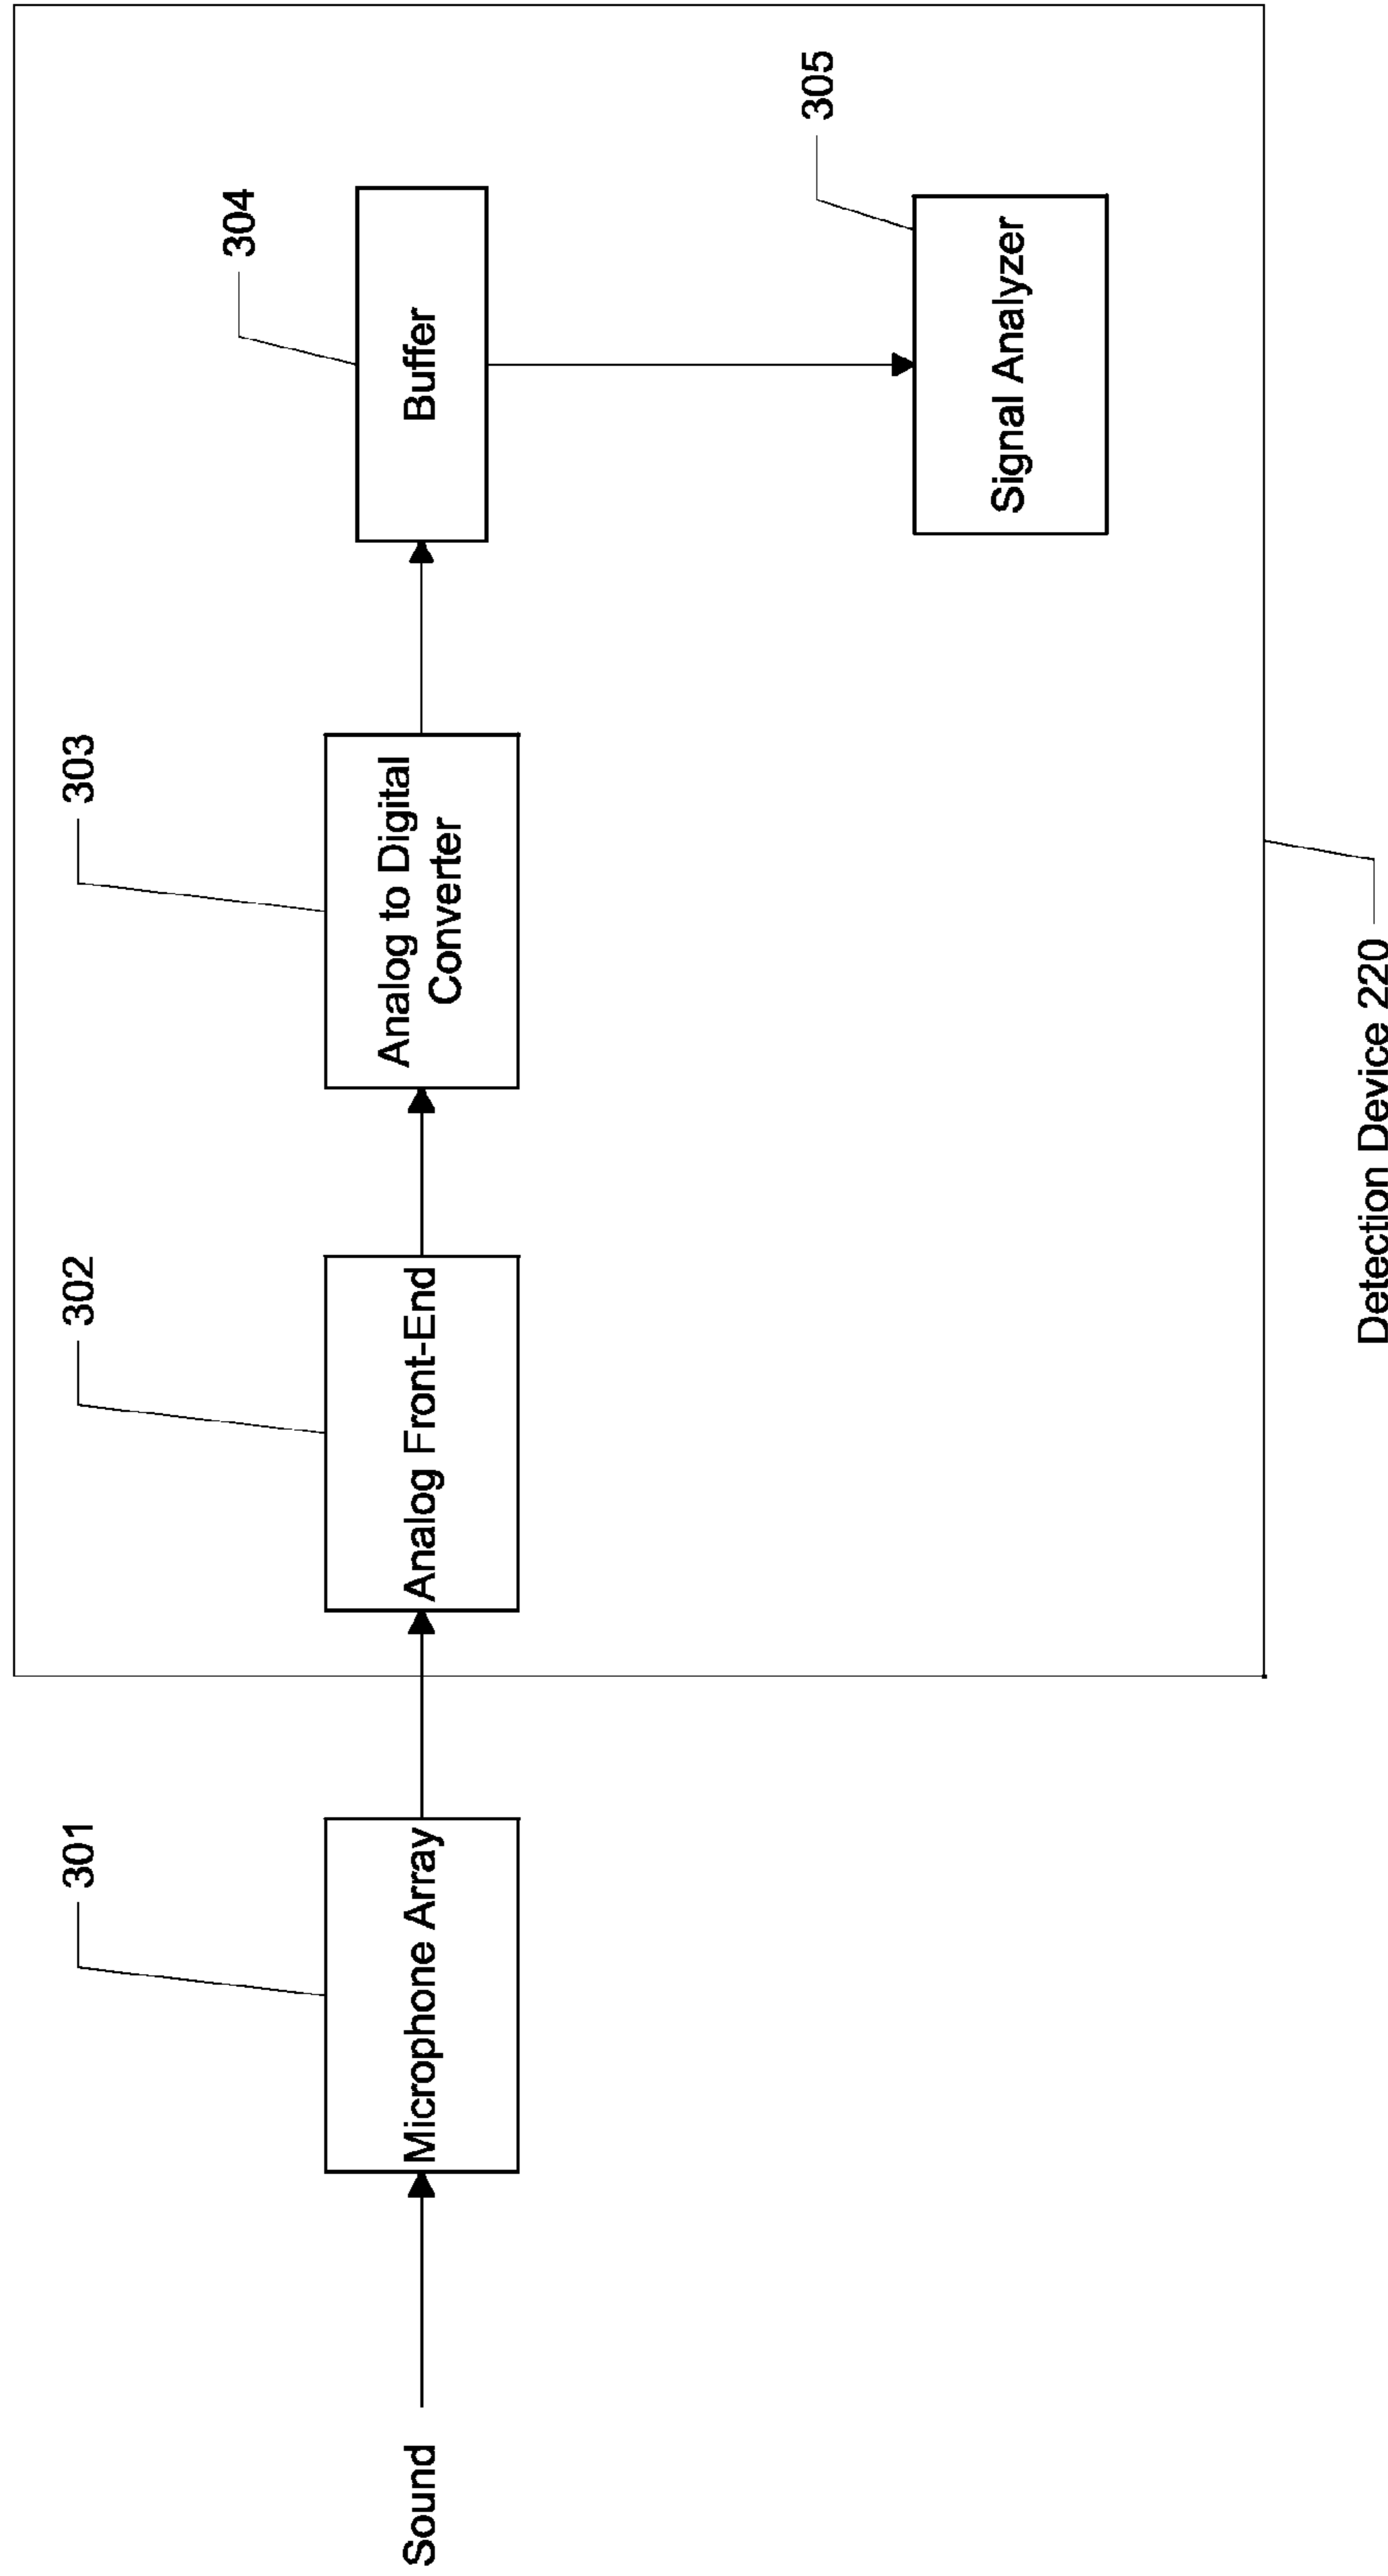 301
302
303
304
305
Sound
Microphone Array
Analog Front-End
Analog to Digital
Converter
Buffer
Signal Analyzer
Detection Device 220